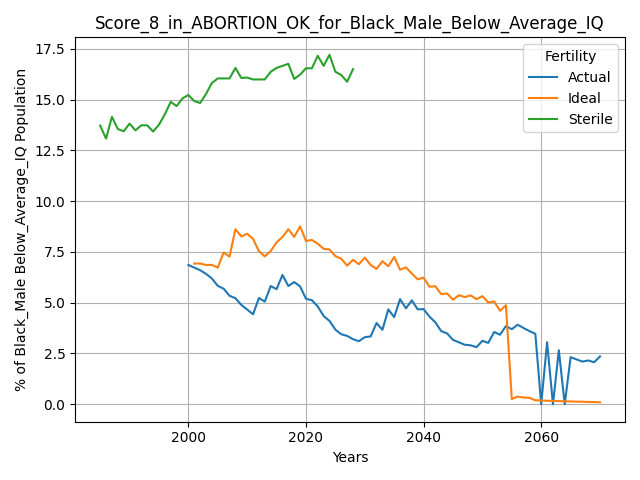 Score_8_in_ABORTION_OK_for_Black_Male_Below_Average_IQ
% of Black_Male Below_Average_IQ Population
17.5
15.0
12.5
10.0
7.5
5.0
2.5
0.0
Fertility
Actual
Ideal
Sterile
2000
2020
2040
2060
Years